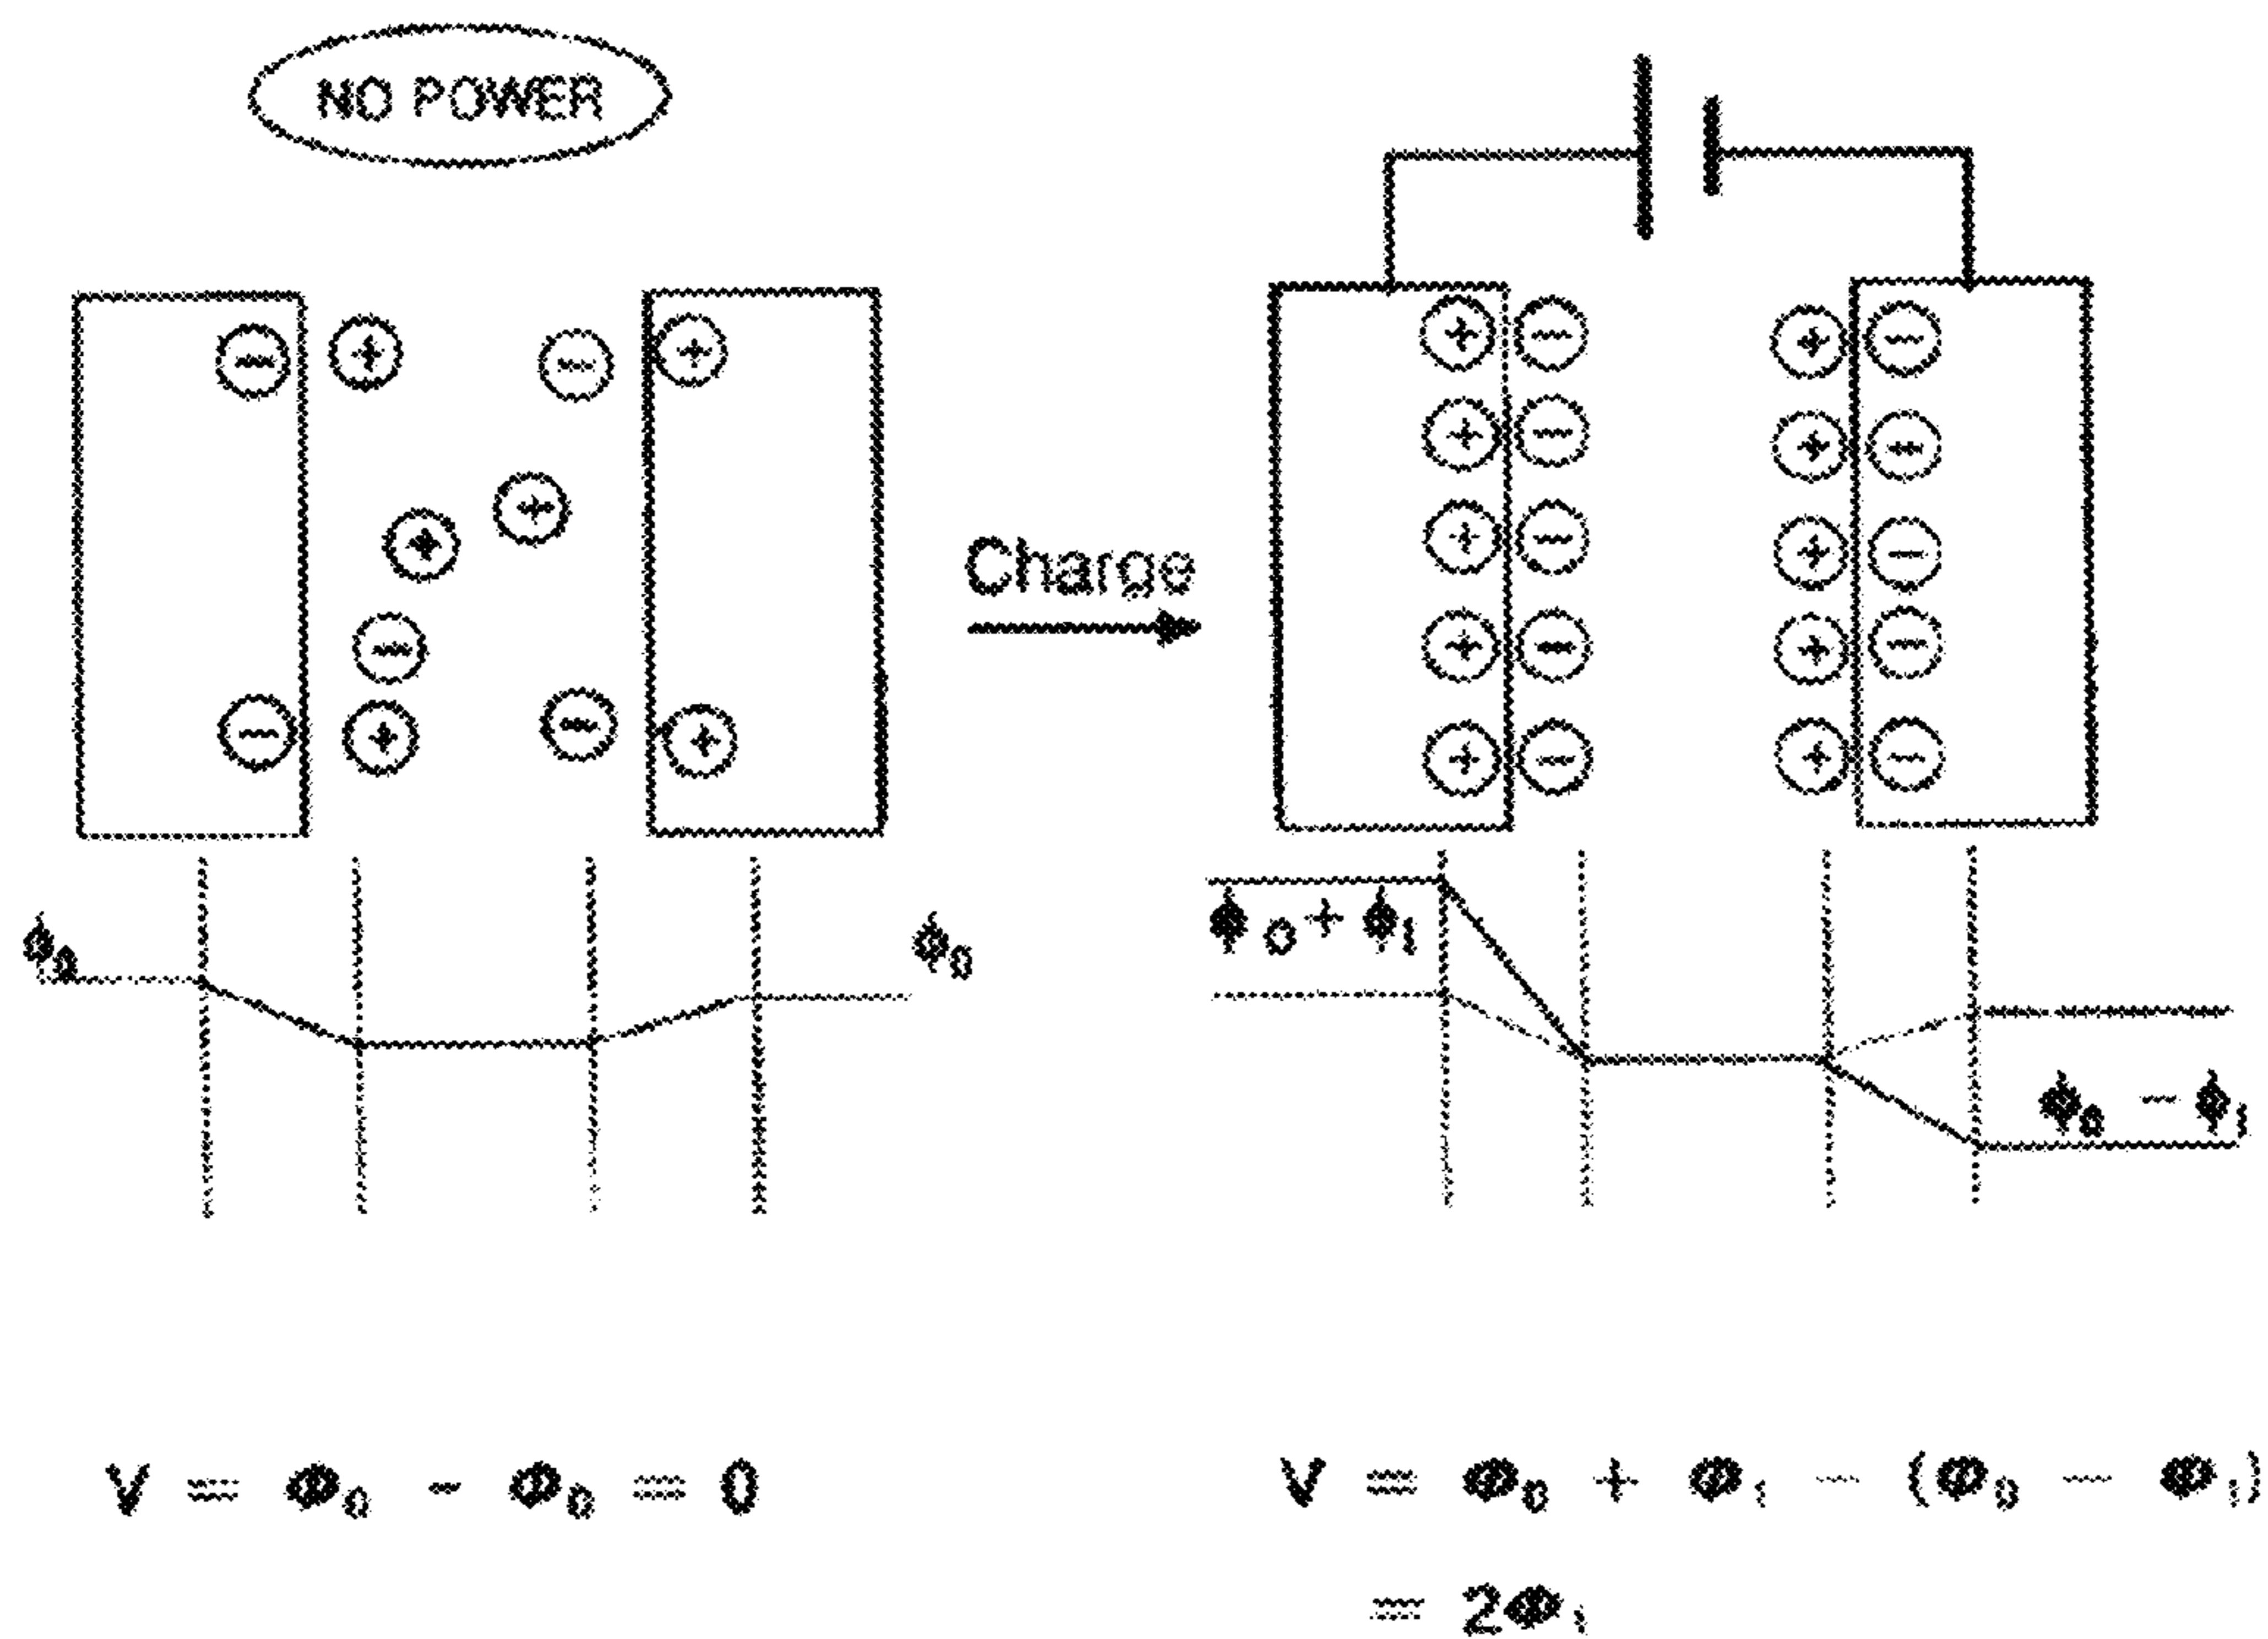 NO POWER
Charge
ϕ₀
ϕ₀
ϕ₀ + ϕ₁
ϕ₀ − ϕ₁
V = Φ₀ - Φ₀ = 0
V = Φ₀ + Φ₁ − (Φ₀ − Φ₁)
= 2Φ₁